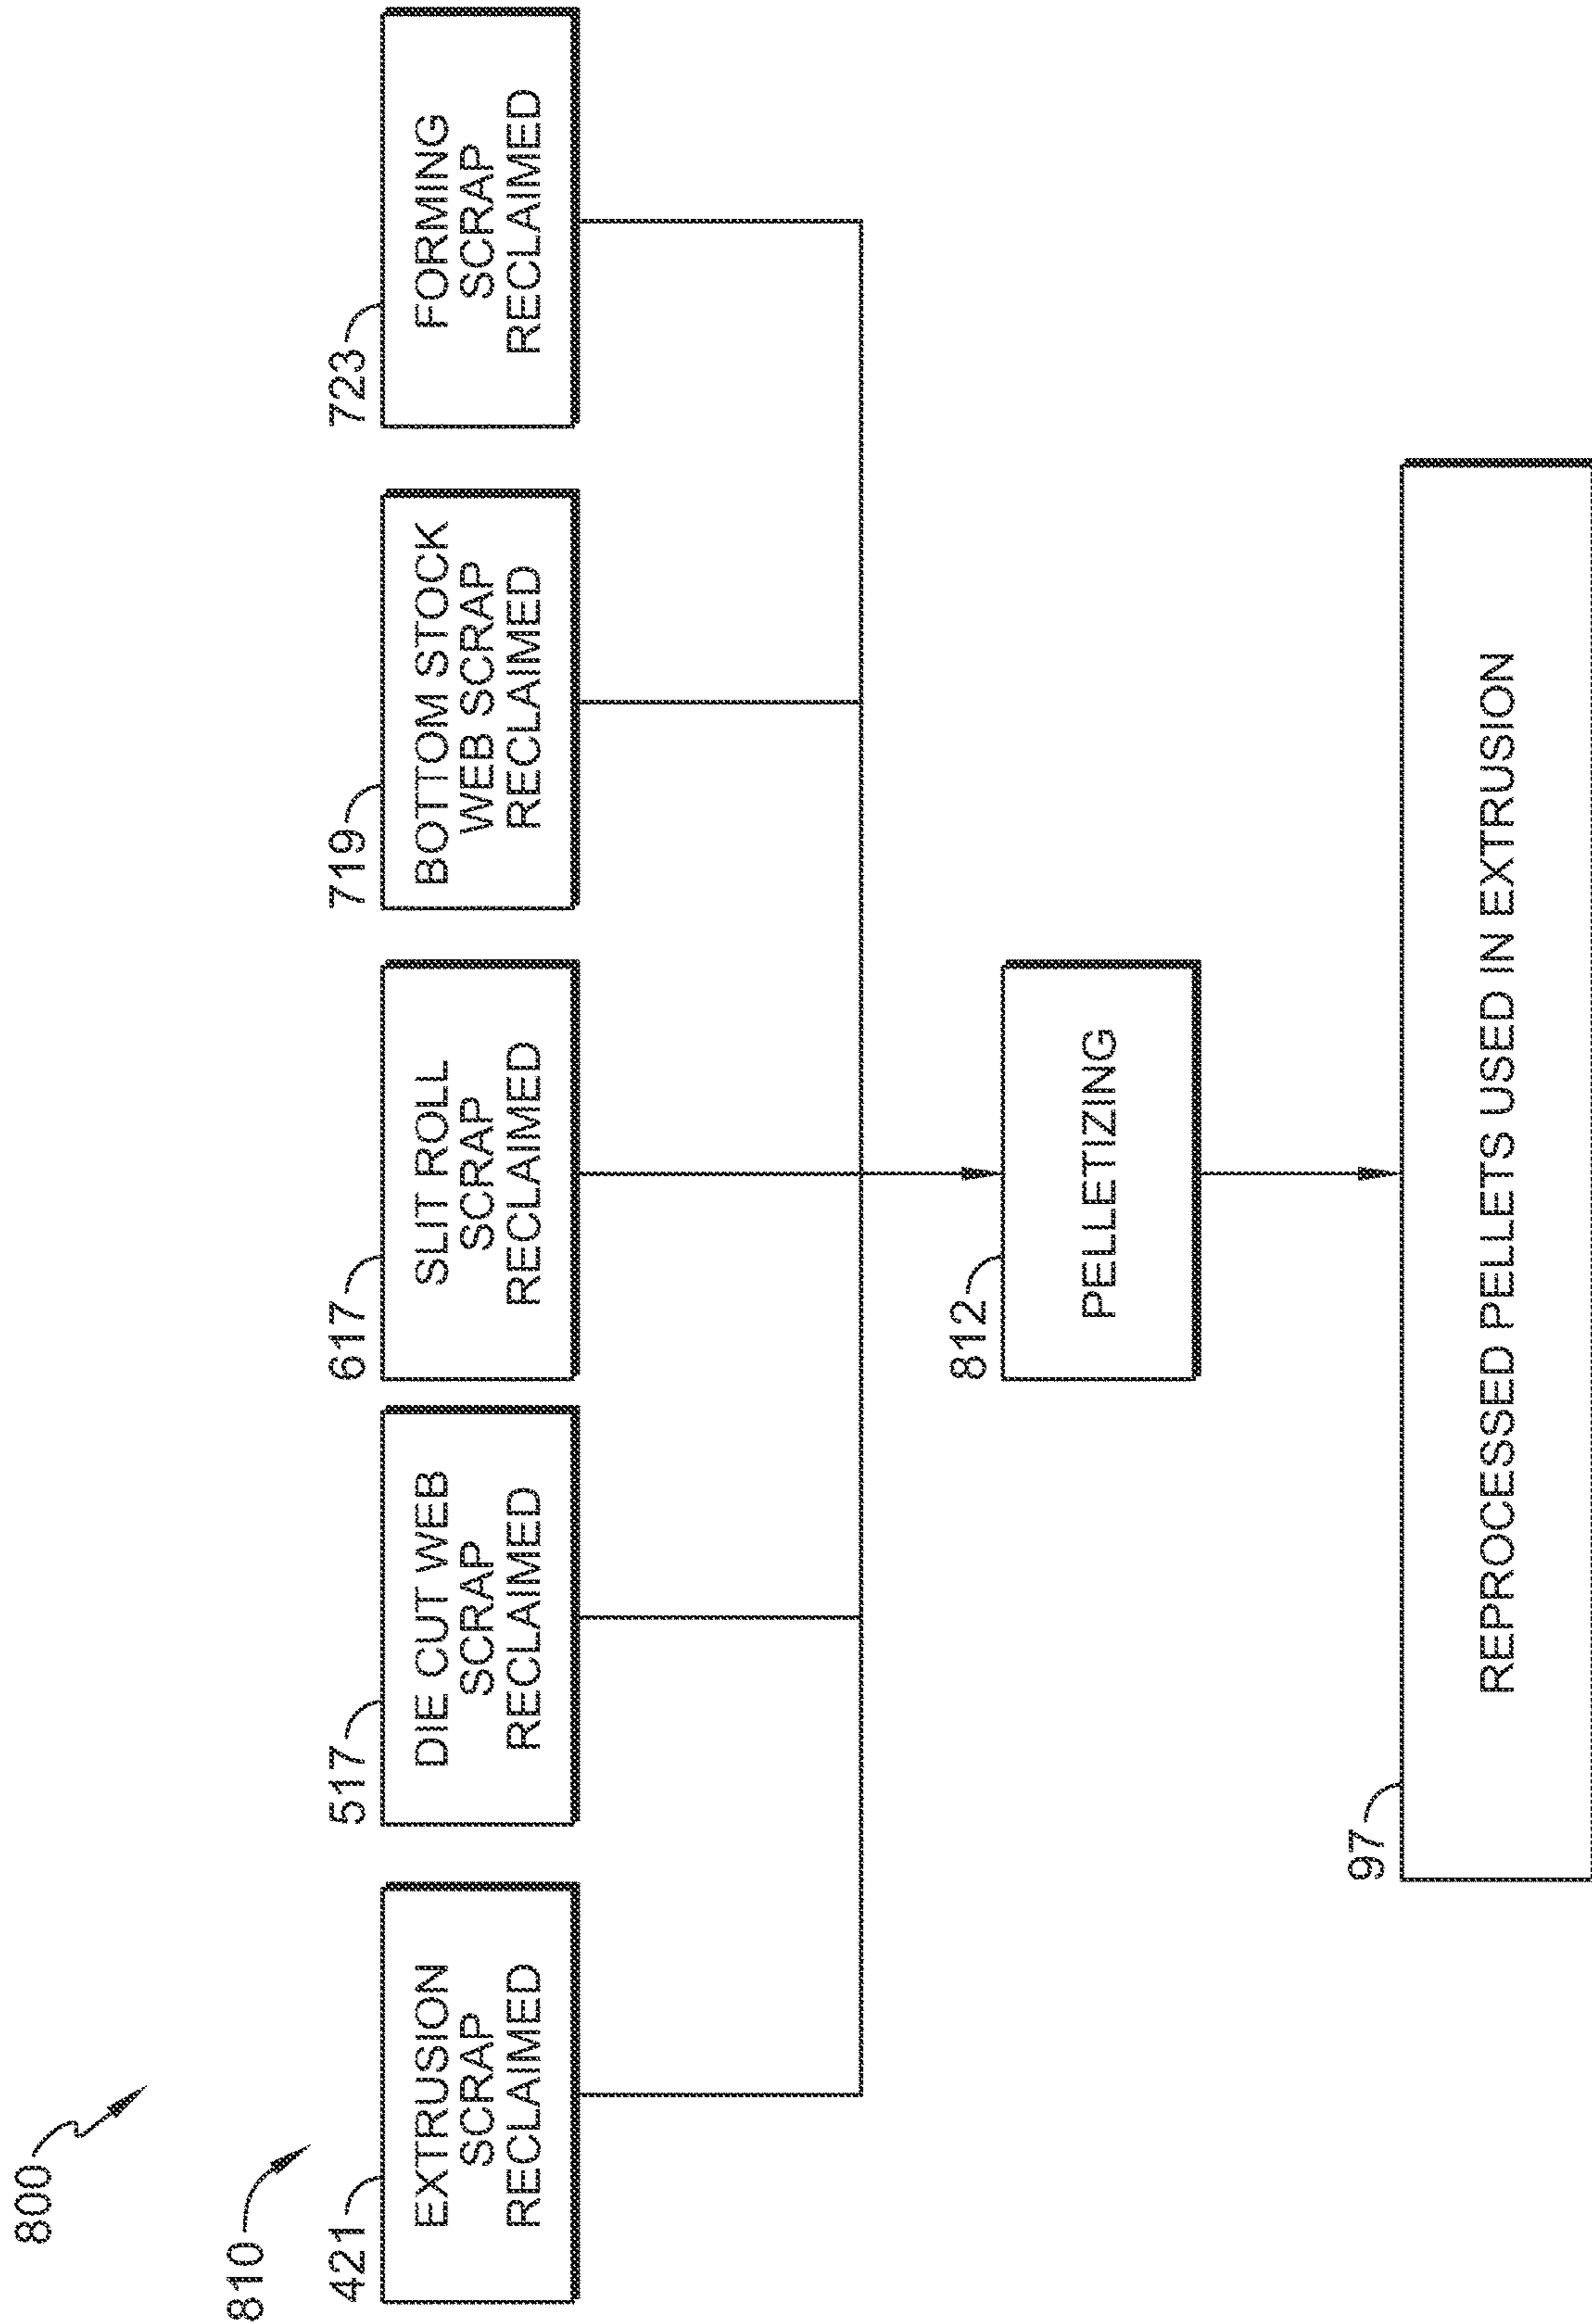 800
810
421
EXTRUSION
SCRAP
RECLAIMED
517
DIE CUT WEB
SCRAP
RECLAIMED
617
SLIT ROLL
SCRAP
RECLAIMED
719
BOTTOM STOCK
WEB SCRAP
RECLAIMED
723
FORMING
SCRAP
RECLAIMED
812
PELLETIZING
97
REPROCESSED PELLETS USED IN EXTRUSION